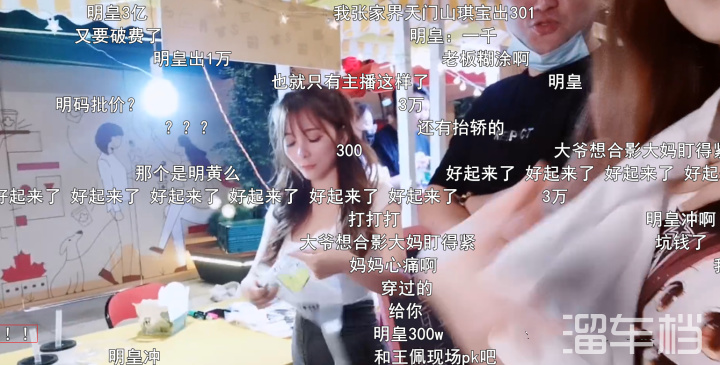 明皇3亿
我张家界天门山琪宝出301
又要破费了
明皇：一千
明皇出1万
老板糊涂啊
也就只有主播这样了
明皇
明码批价？
3万
？？？
还有抬轿的
300
大爷想合影大妈盯得紧
那个是明黄么
好起来了 好起来了 好起来了 好起
好起来了 好起来了 好起来了 好起来了 好起来了 好起来了
3万
打打打
明皇冲啊
大爷想合影大妈盯得紧
坑钱了
妈妈心痛啊
穿过的
给你
！！
明皇300w
明皇冲
和王佩现场pk吧
溜车档